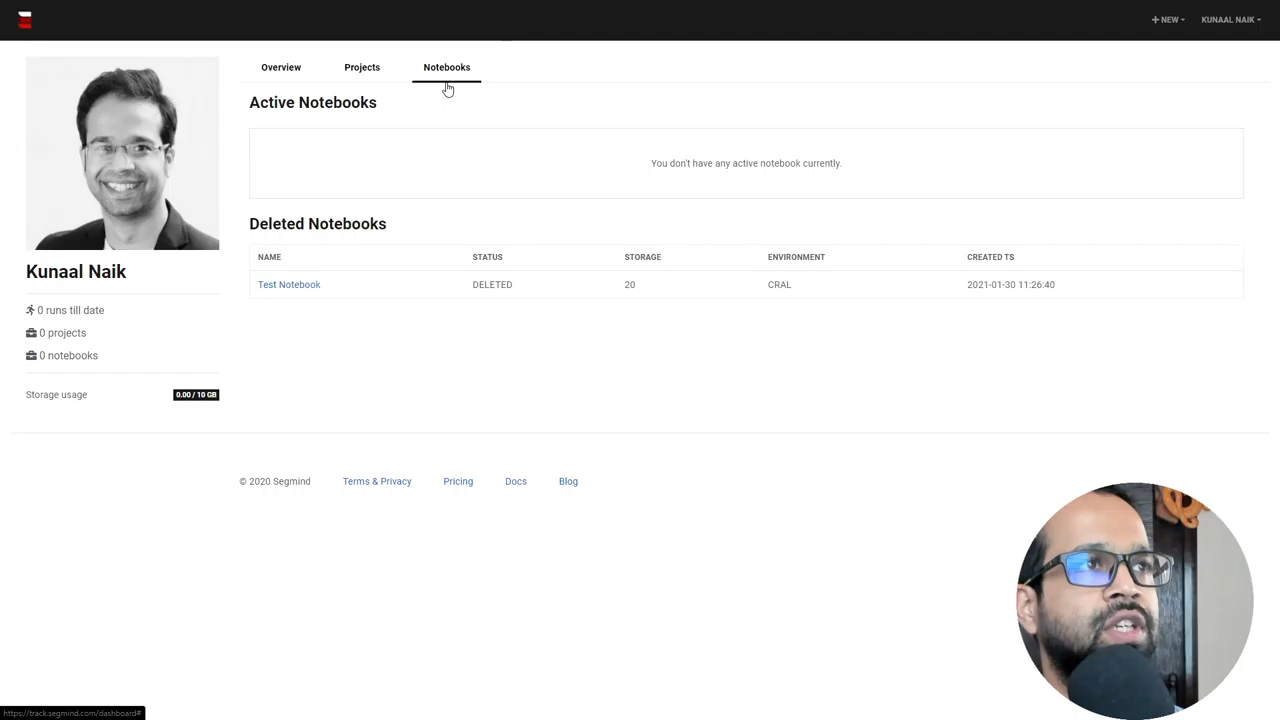 + NEW
KUNAAL NAIK
Overview
Projects
Notebooks
Active Notebooks
You don't have any active notebook currently.
Deleted Notebooks
NAME STATUS STORAGE ENVIRONMENT CREATED TS
Test Notebook DELETED 20 CRAL 2021-01-30 11:26:40
Kunaal Naik
0 runs till date
0 projects
0 notebooks
Storage usage 0.00 / 10 GB
© 2020 Segmind Terms & Privacy Pricing Docs Blog
https://track.segmind.com/dashboard#